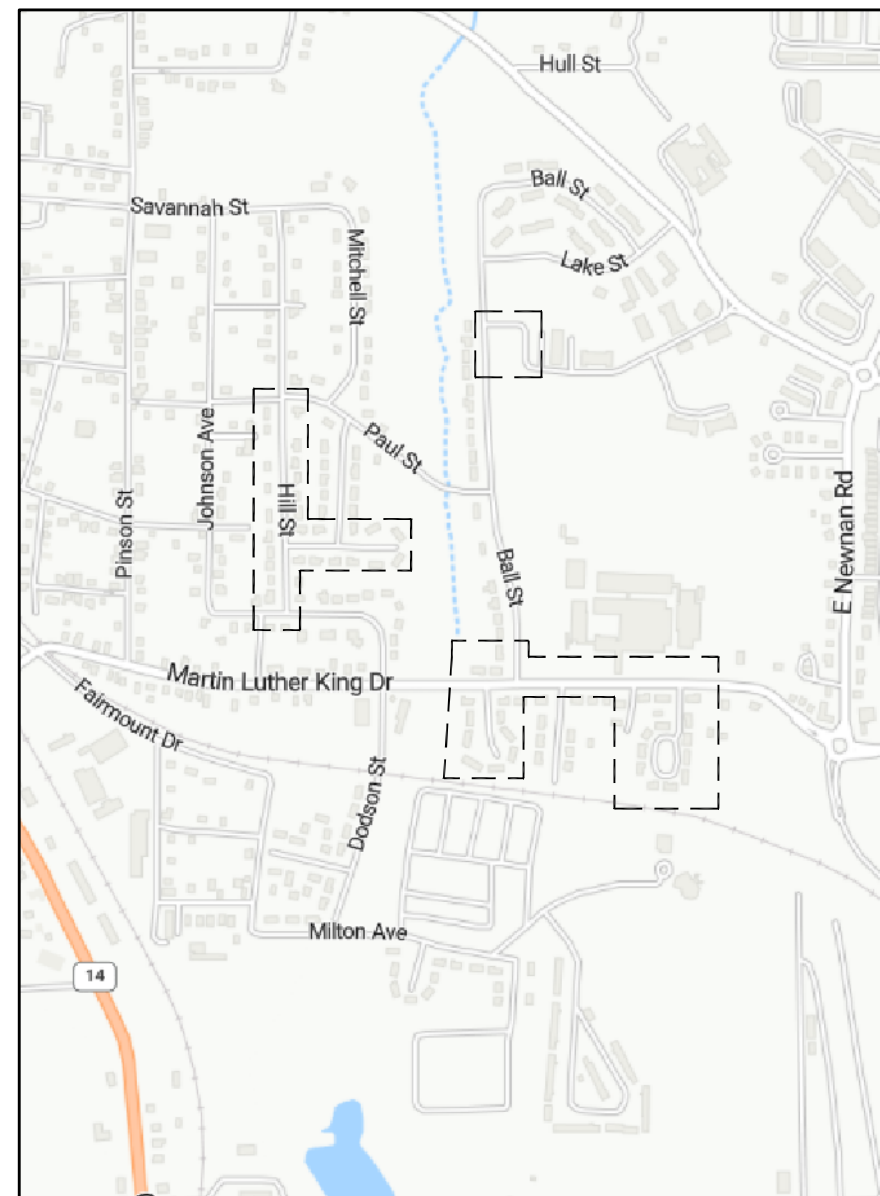 Hull St
Ball St
Savannah St
Lake St
Mitchell St
Paul St
Johnson Ave
Hill St
Pinson St
E Newnan Rd
Ball St
Martin Luther King Dr
Fairmount Dr
Dodson St
Milton Ave
14